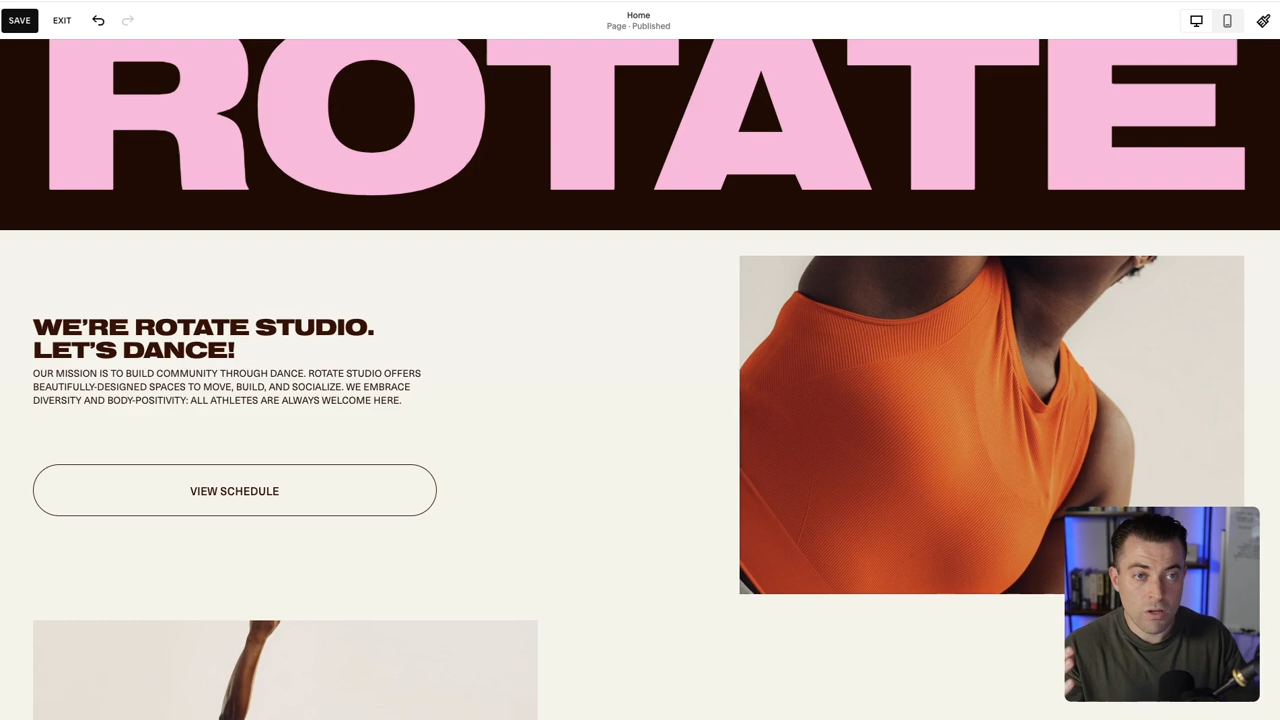 SAVE
EXIT
Home
Page · Published
ROTATE
WE'RE ROTATE STUDIO.
LET'S DANCE!
OUR MISSION IS TO BUILD COMMUNITY THROUGH DANCE. ROTATE STUDIO OFFERS
BEAUTIFULLY-DESIGNED SPACES TO MOVE, BUILD, AND SOCIALIZE. WE EMBRACE
DIVERSITY AND BODY-POSITIVITY: ALL ATHLETES ARE ALWAYS WELCOME HERE.
VIEW SCHEDULE